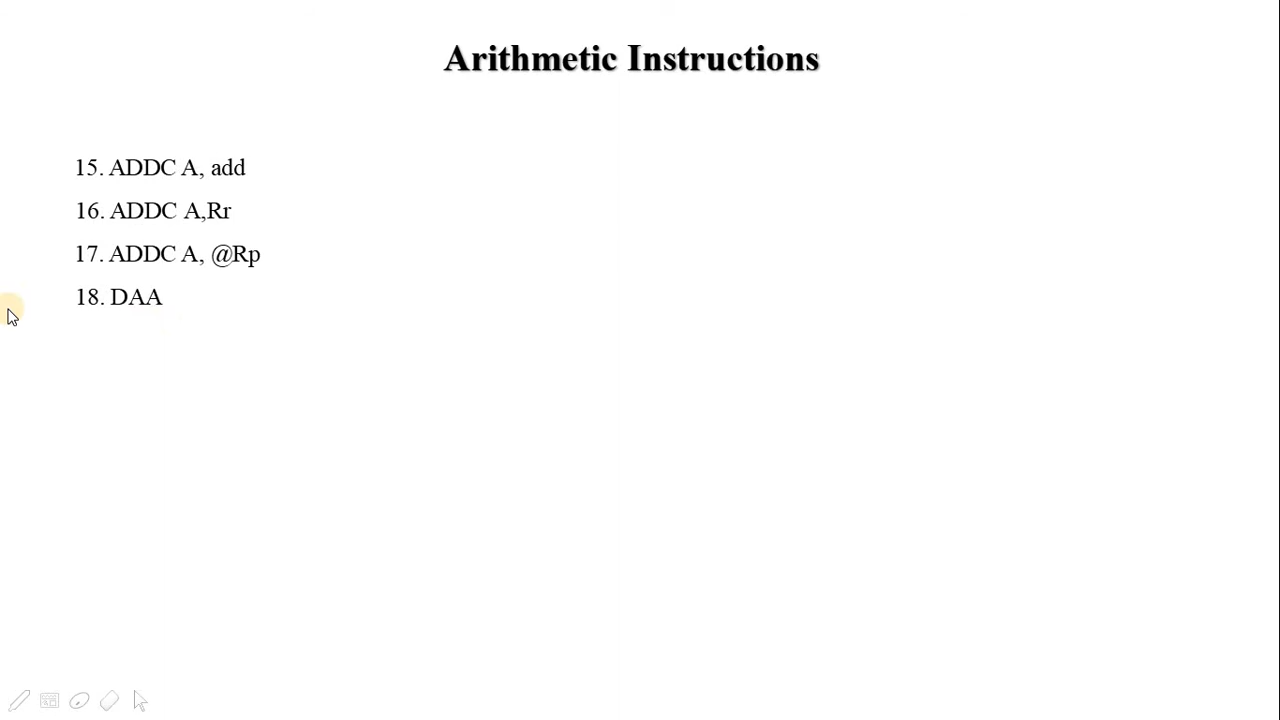 Arithmetic Instructions
15. ADDC A, add
16. ADDC A,Rr
17. ADDC A, @Rp
18. DAA